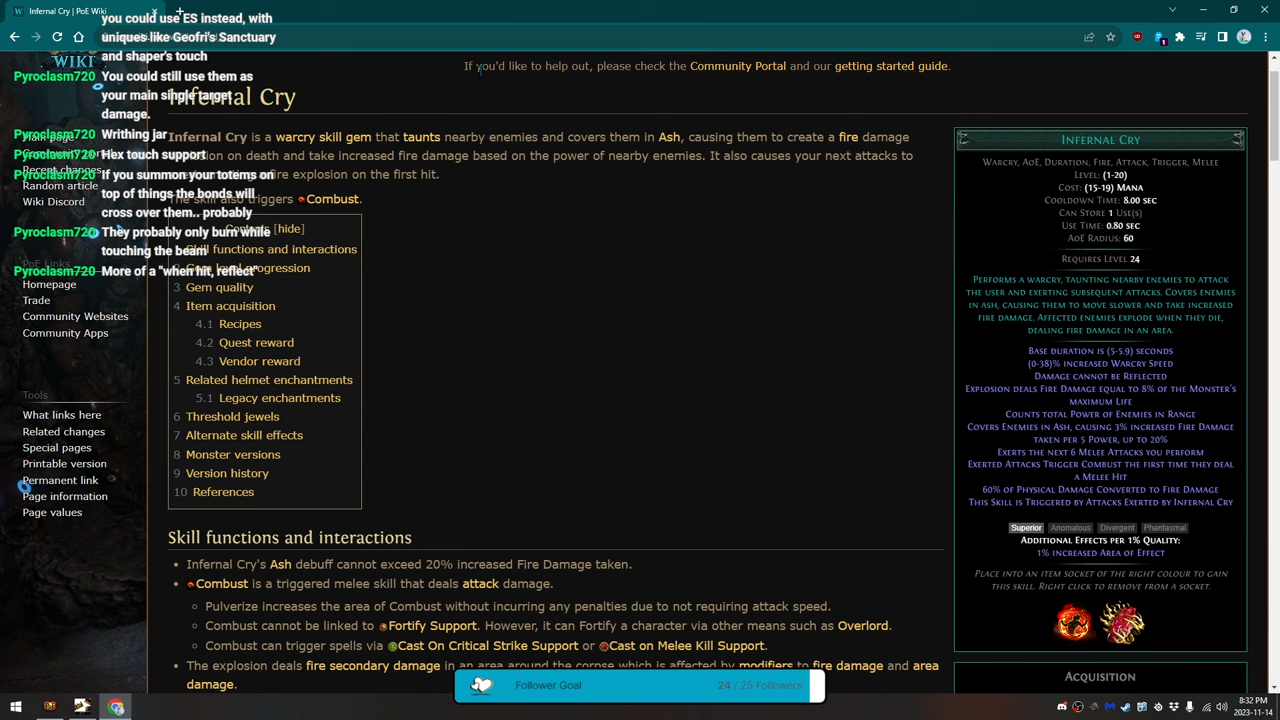 Infernal Cry | PoE Wiki
you could use ES instead, with
uniques like Geofri's Sanctuary
and shaper's touch
Pyroclasm720 You could still use them as
your main single target
damage.
Pyroclasm720 Writhing jar
Pyroclasm720 Hex touch support
Pyroclasm720 If you summon your totems on
top of things the bonds will
cross over them.. probably
Pyroclasm720 They probably only burn while
touching the beam
Pyroclasm720 More of a "when hit, reflect"
WIKI
Main page
Recent changes
Random article
Wiki Discord
PoE Links
Homepage
Trade
Community Websites
Community Apps
Tools
What links here
Related changes
Special pages
Printable version
Permanent link
Page information
Page values
If you'd like to help out, please check the Community Portal and our getting started guide.
Infernal Cry
Infernal Cry is a warcry skill gem that taunts nearby enemies and covers them in Ash, causing them to create a fire damage
on death and take increased fire damage based on the power of nearby enemies. It also causes your next attacks to
fire explosion on the first hit.
The skill also triggers Combust.
Contents [hide]
Skill functions and interactions
2 Gem level progression
3 Gem quality
4 Item acquisition
4.1 Recipes
4.2 Quest reward
4.3 Vendor reward
5 Related helmet enchantments
5.1 Legacy enchantments
6 Threshold jewels
7 Alternate skill effects
8 Monster versions
9 Version history
10 References
Skill functions and interactions
• Infernal Cry's Ash debuff cannot exceed 20% increased Fire Damage taken.
• Combust is a triggered melee skill that deals attack damage.
Pulverize increases the area of Combust without incurring any penalties due to not requiring attack speed.
Combust cannot be linked to Fortify Support. However, it can Fortify a character via other means such as Overlord.
Combust can trigger spells via Cast On Critical Strike Support or Cast on Melee Kill Support.
• The explosion deals fire secondary damage in an area around the corpse which is affected by modifiers to fire damage and area
damage.
Infernal Cry
Warcry, AoE, Duration, Fire, Attack, Trigger, Melee
Level: (1-20)
Cost: (15-19) Mana
Cooldown Time: 8.00 sec
Can Store 1 Use(s)
Use Time: 0.80 sec
AoE Radius: 60
Requires Level 24
Performs a warcry, taunting nearby enemies to attack
the user and exerting subsequent attacks. Covers enemies
in ash, causing them to move slower and take increased
fire damage. Affected enemies explode when they die,
dealing fire damage in an area.
Base duration is (5-5.9) seconds
(0-38)% increased Warcry Speed
Damage cannot be Reflected
Explosion deals Fire Damage equal to 8% of the Monster's
maximum Life
Counts total Power of Enemies in Range
Covers Enemies in Ash, causing 3% increased Fire Damage
taken per 5 Power, up to 20%
Exerts the next 6 Melee Attacks you perform
Exerted Attacks Trigger Combust the first time they deal
a Melee Hit
60% of Physical Damage Converted to Fire Damage
This Skill is Triggered by Attacks Exerted by Infernal Cry
Superior Anomalous Divergent Phantasmal
Additional Effects per 1% Quality:
1% increased Area of Effect
Place into an item socket of the right colour to gain
this skill. Right click to remove from a socket.
Acquisition
Follower Goal 24 / 25 Followers
8:32 PM
2023-11-14